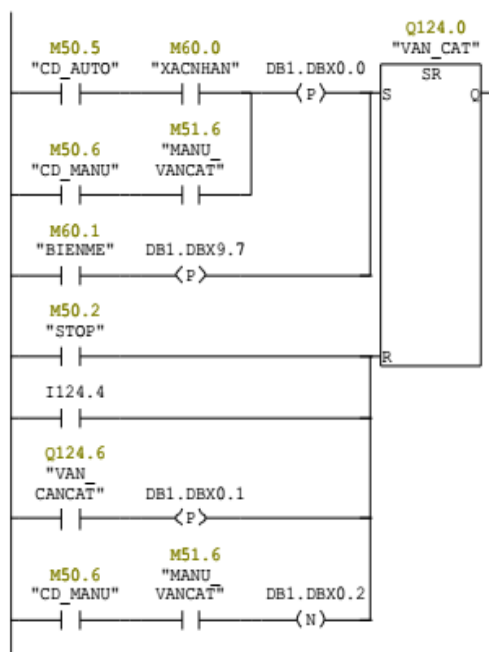 Q124.0
"VAN_CAT"
SR
M50.5
"CD_AUTO"
M60.0
"XACNHAN"
DB1.DBX0.0
P
S
Q
M50.6
"CD_MANU"
M51.6
"MANU_
VANCAT"
M60.1
"BIENME"
DB1.DBX9.7
P
M50.2
"STOP"
R
I124.4
Q124.6
"VAN_
CANCAT"
DB1.DBX0.1
P
M50.6
"CD_MANU"
M51.6
"MANU_
VANCAT"
DB1.DBX0.2
N